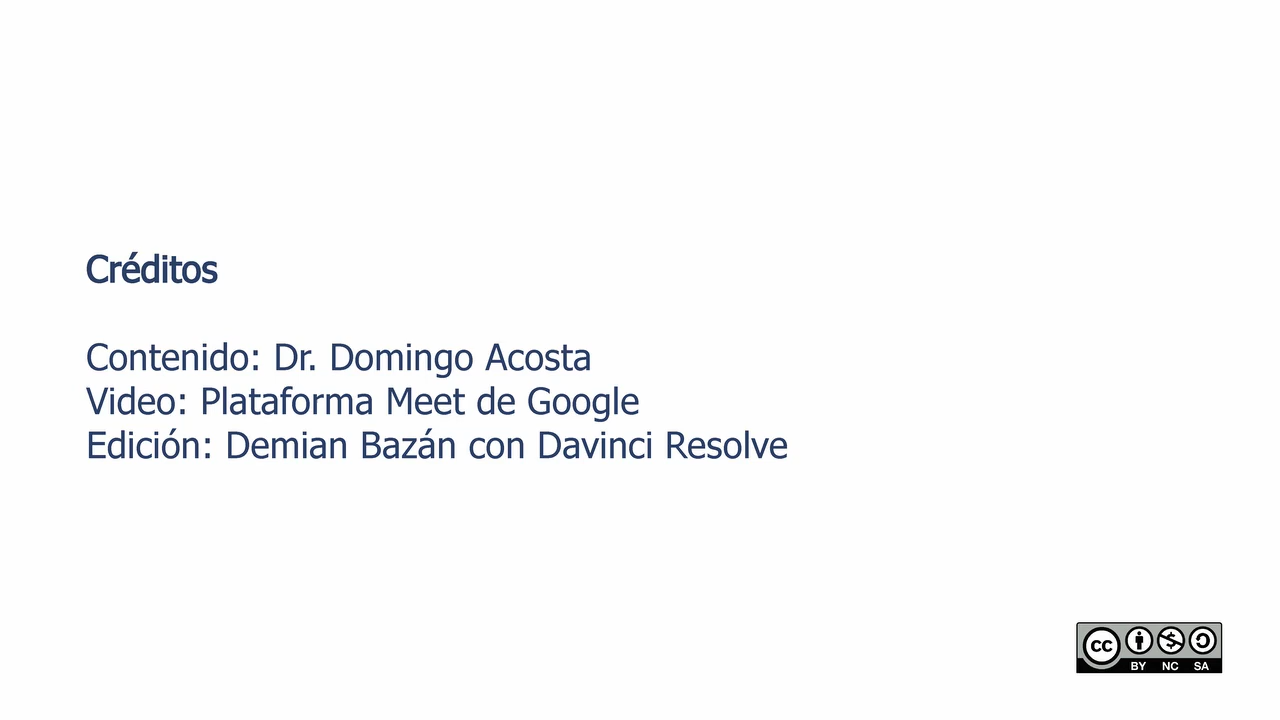 Créditos
Contenido: Dr. Domingo Acosta
Video: Plataforma Meet de Google
Edición: Demian Bazán con Davinci Resolve
cc
BY NC SA